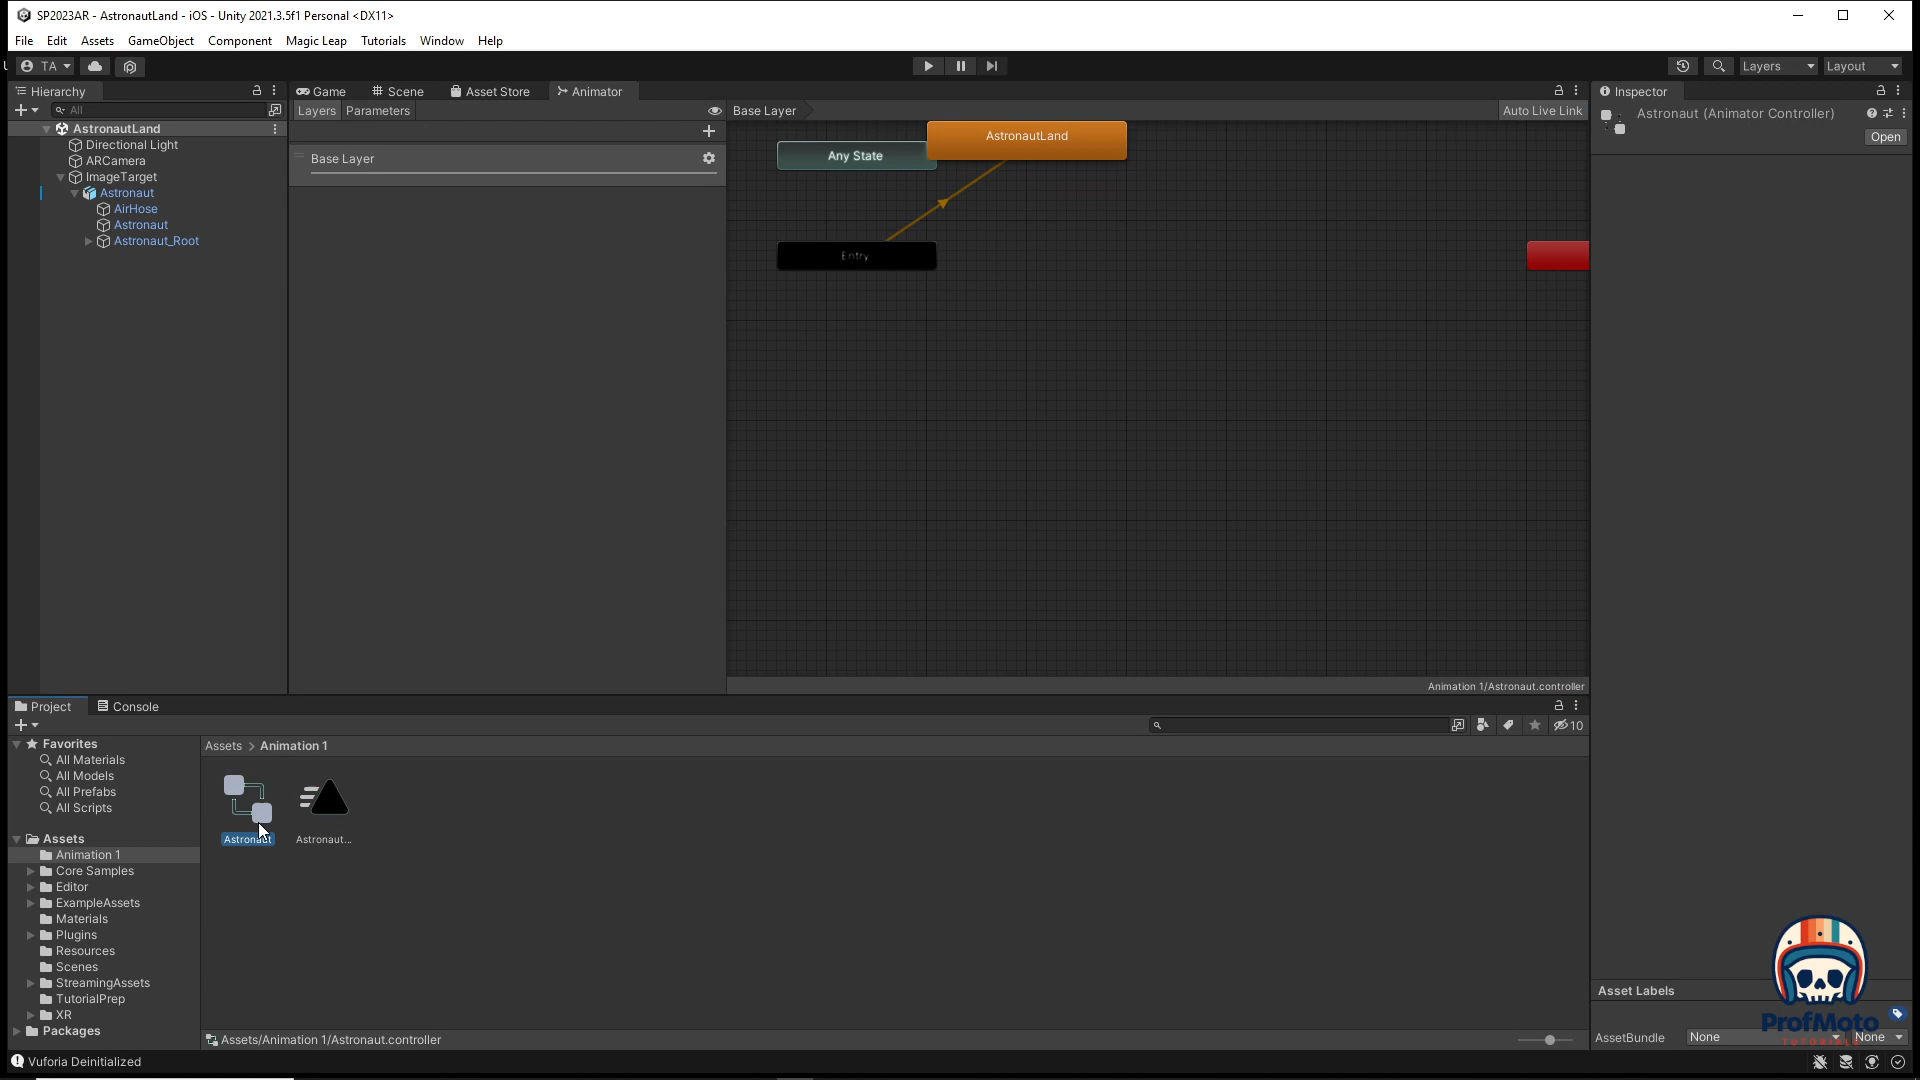 SP2023AR - AstronautLand - iOS - Unity 2021.3.5f1 Personal <DX11>
File Edit Assets GameObject Component Magic Leap Tutorials Window Help
TA Layers Layout
Hierarchy
All
AstronautLand
Directional Light
ARCamera
ImageTarget
Astronaut
AirHose
Astronaut
Astronaut_Root
Game Scene Asset Store Animator
Layers Parameters
Base Layer
Base Layer
Auto Live Link
AstronautLand
Any State
Entry
Animation 1/Astronaut.controller
Inspector
Astronaut (Animator Controller)
Open
Project Console
10
Favorites
All Materials
All Models
All Prefabs
All Scripts
Assets
Animation 1
Core Samples
Editor
ExampleAssets
Materials
Plugins
Resources
Scenes
StreamingAssets
TutorialPrep
XR
Packages
Assets > Animation 1
Astronaut
Astronaut...
Assets/Animation 1/Astronaut.controller
Asset Labels
AssetBundle None None
ProfMoto
TUTORIALS
Vuforia Deinitialized